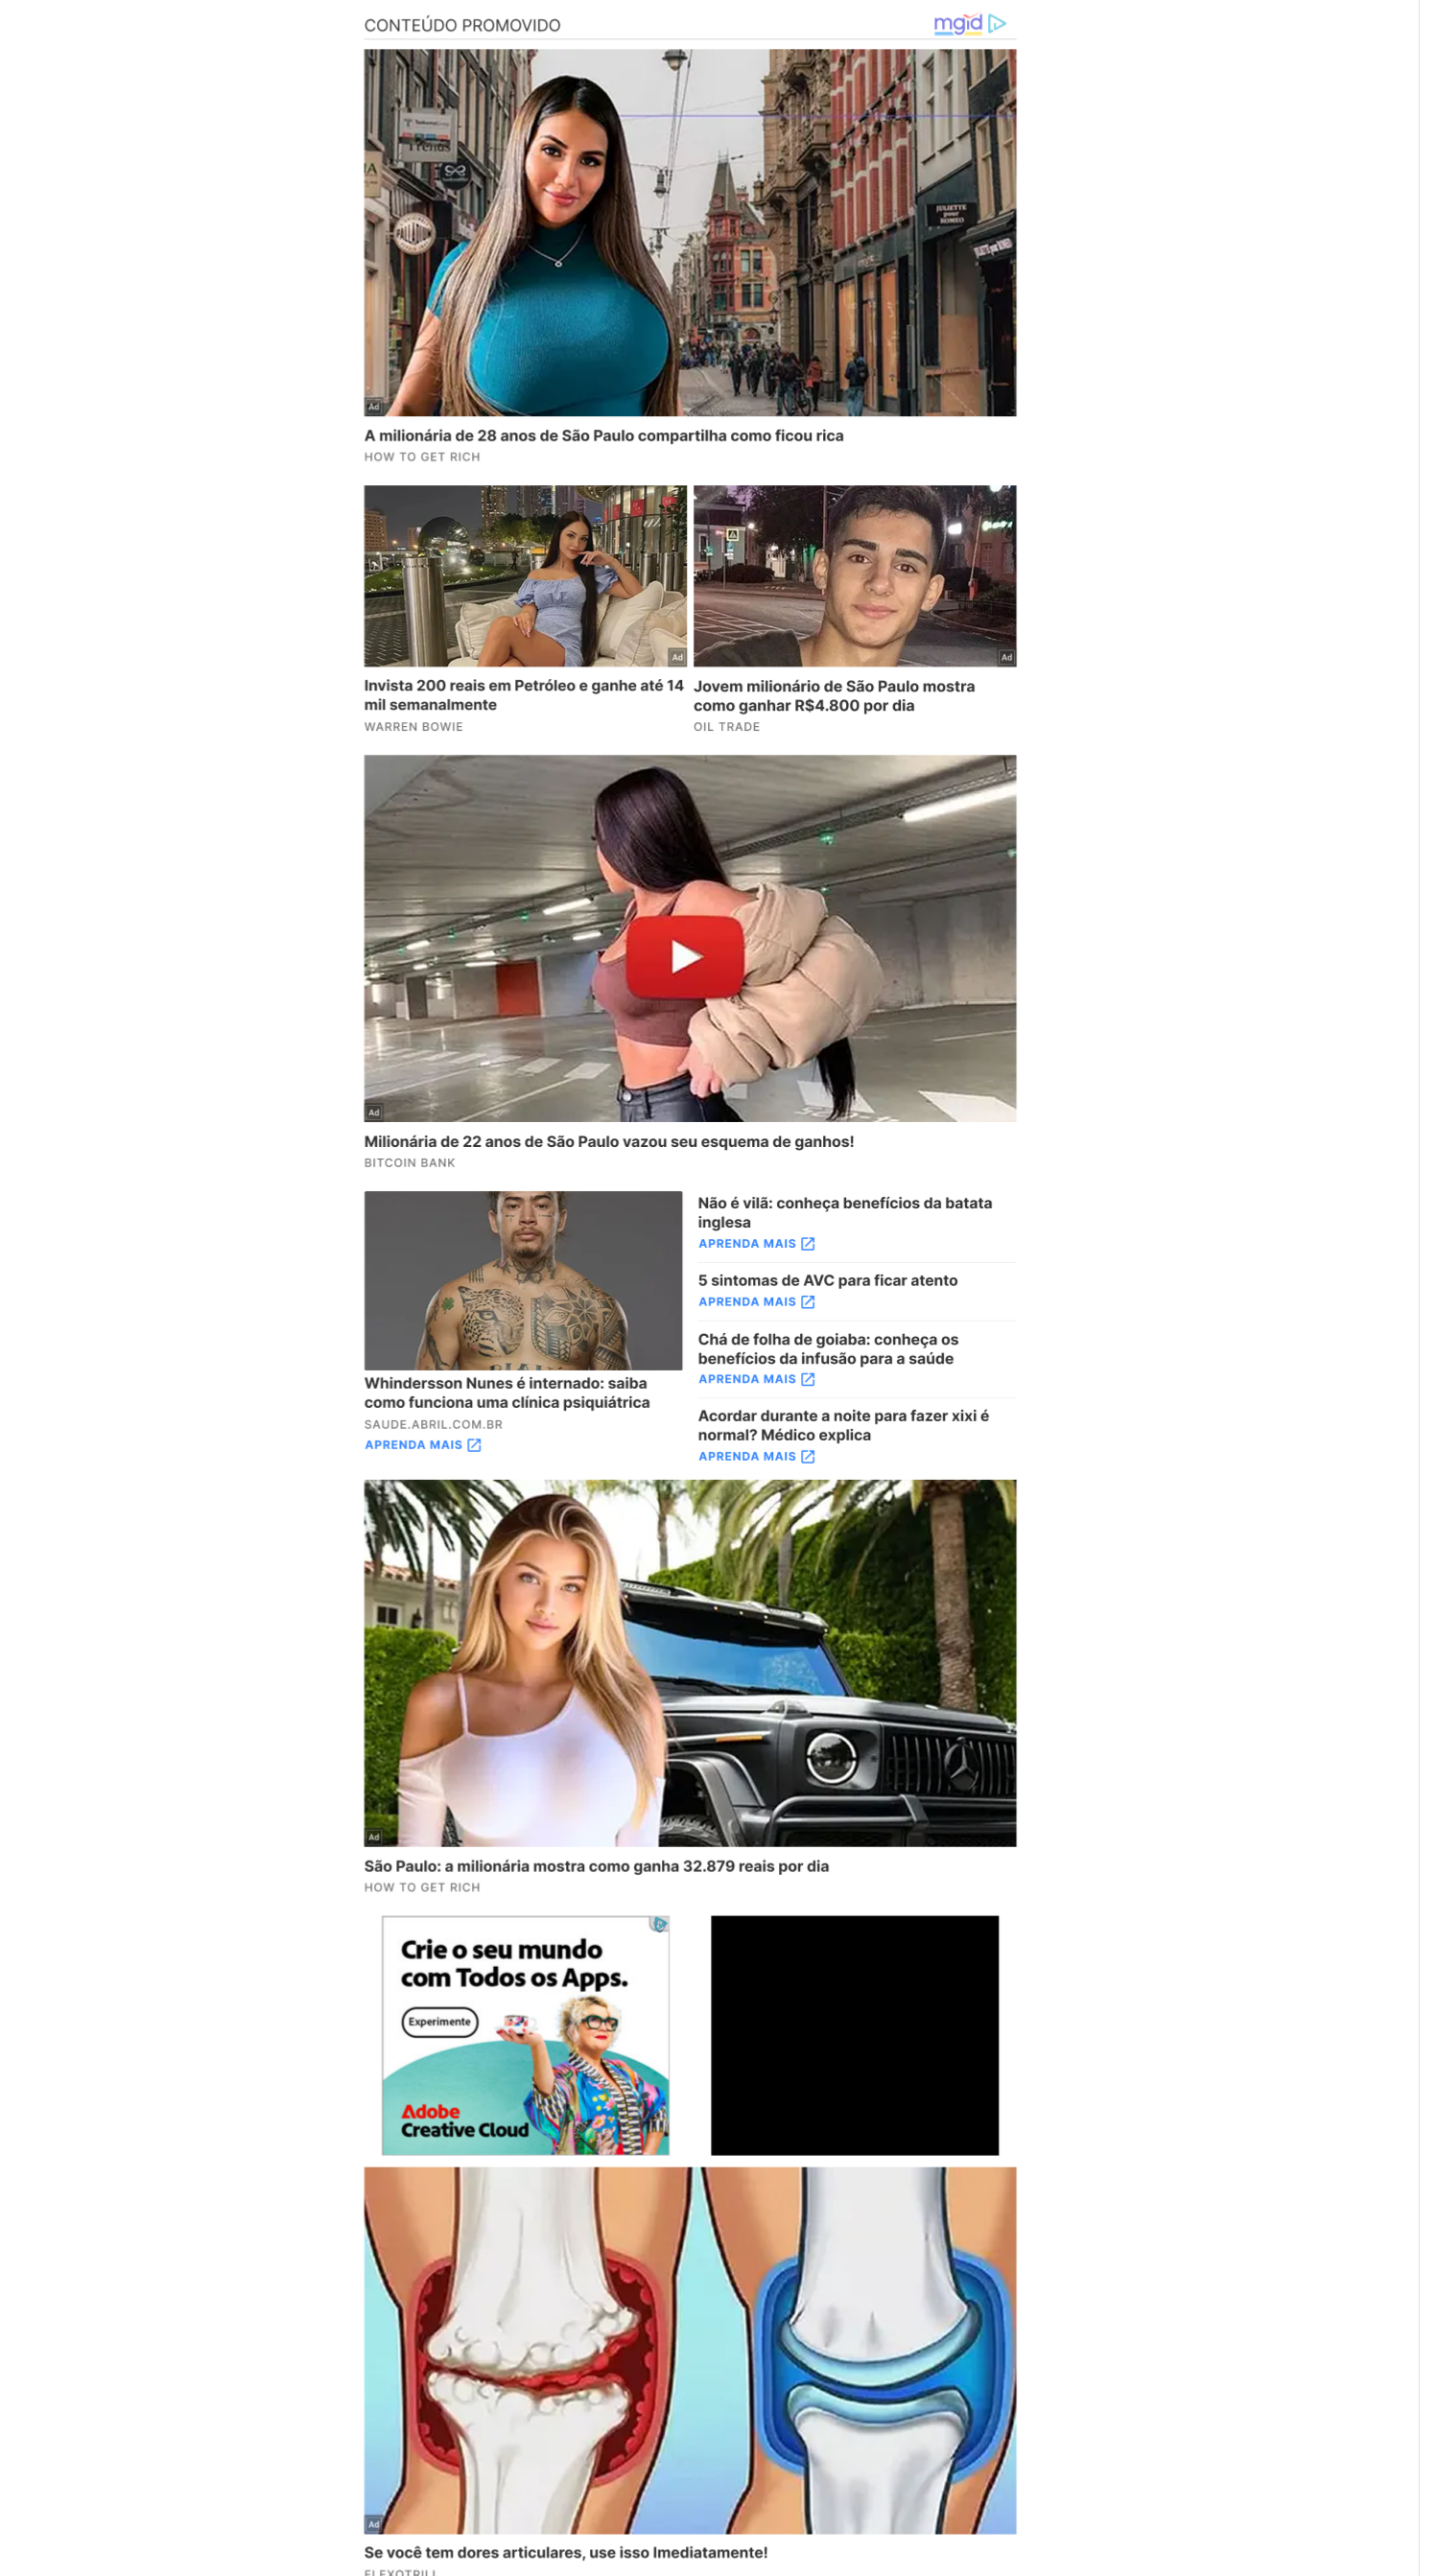 CONTEÚDO PROMOVIDO
mgid
Trends
JULIETTE
pour
ROMEO
Ad
A milionária de 28 anos de São Paulo compartilha como ficou rica
HOW TO GET RICH
Ad
Ad
Invista 200 reais em Petróleo e ganhe até 14
mil semanalmente
WARREN BOWIE
Jovem milionário de São Paulo mostra
como ganhar R$4.800 por dia
OIL TRADE
Ad
Milionária de 22 anos de São Paulo vazou seu esquema de ganhos!
BITCOIN BANK
Whindersson Nunes é internado: saiba
como funciona uma clínica psiquiátrica
SAUDE.ABRIL.COM.BR
APRENDA MAIS
Não é vilã: conheça benefícios da batata
inglesa
APRENDA MAIS
5 sintomas de AVC para ficar atento
APRENDA MAIS
Chá de folha de goiaba: conheça os
benefícios da infusão para a saúde
APRENDA MAIS
Acordar durante a noite para fazer xixi é
normal? Médico explica
APRENDA MAIS
Ad
São Paulo: a milionária mostra como ganha 32.879 reais por dia
HOW TO GET RICH
Crie o seu mundo
com Todos os Apps.
Experimente
Adobe
Creative Cloud
Ad
Se você tem dores articulares, use isso Imediatamente!